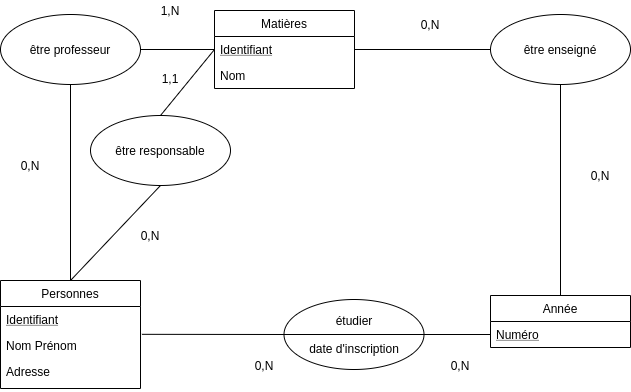 1,N
Matières
0,N
être professeur
Identifiant
être enseigné
Nom
1,1
être responsable
0,N
0,N
0,N
Personnes
Année
Identifiant
étudier
Numéro
Nom Prénom
date d'inscription
Adresse
0,N
0,N